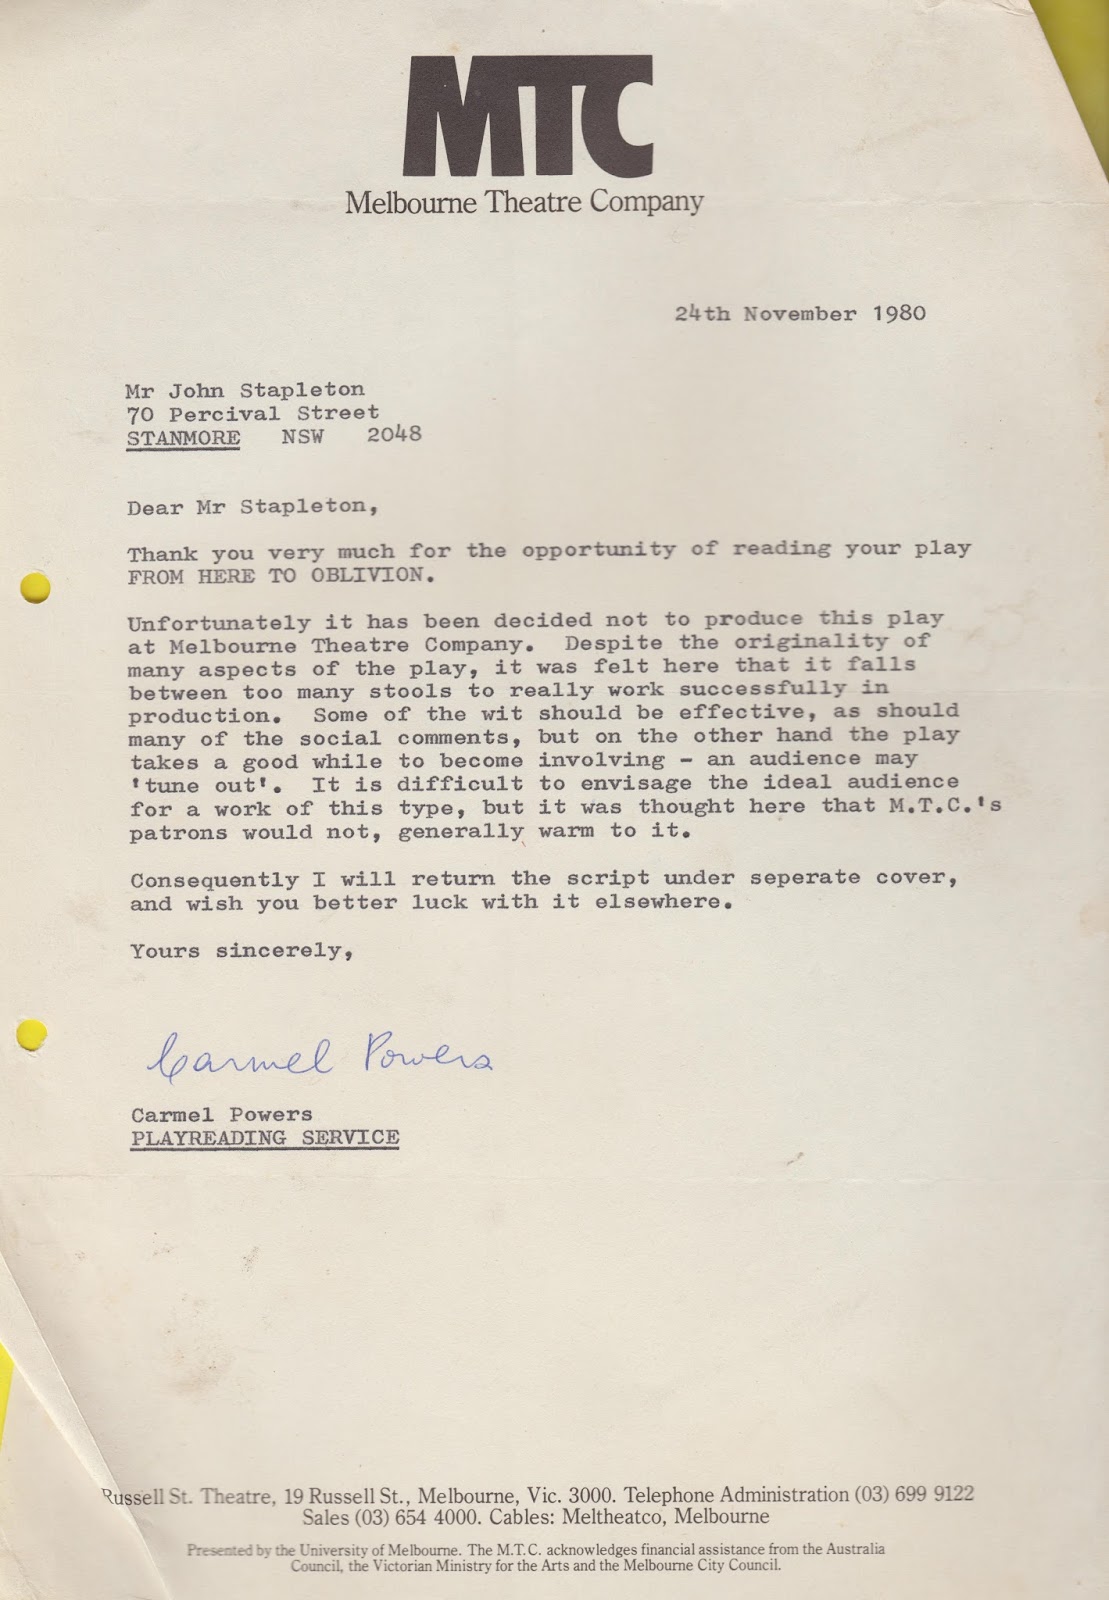 MTC
Melbourne Theatre Company
24th November 1980
Mr John Stapleton
70 Percival Street
STANMORE NSW 2048
Dear Mr Stapleton,
Thank you very much for the opportunity of reading your play
FROM HERE TO OBLIVION.
Unfortunately it has been decided not to produce this play
at Melbourne Theatre Company. Despite the originality of
many aspects of the play, it was felt here that it falls
between too many stools to really work successfully in
production. Some of the wit should be effective, as should
many of the social comments, but on the other hand the play
takes a good while to become involving - an audience may
'tune out'. It is difficult to envisage the ideal audience
for a work of this type, but it was thought here that M.T.C.'s
patrons would not, generally warm to it.
Consequently I will return the script under seperate cover,
and wish you better luck with it elsewhere.
Yours sincerely,
Carmel Powers
Carmel Powers
PLAYREADING SERVICE
Russell St. Theatre, 19 Russell St., Melbourne, Vic. 3000. Telephone Administration (03) 699 9122
Sales (03) 654 4000. Cables: Meltheatco, Melbourne
Presented by the University of Melbourne. The M.T.C. acknowledges financial assistance from the Australia
Council, the Victorian Ministry for the Arts and the Melbourne City Council.